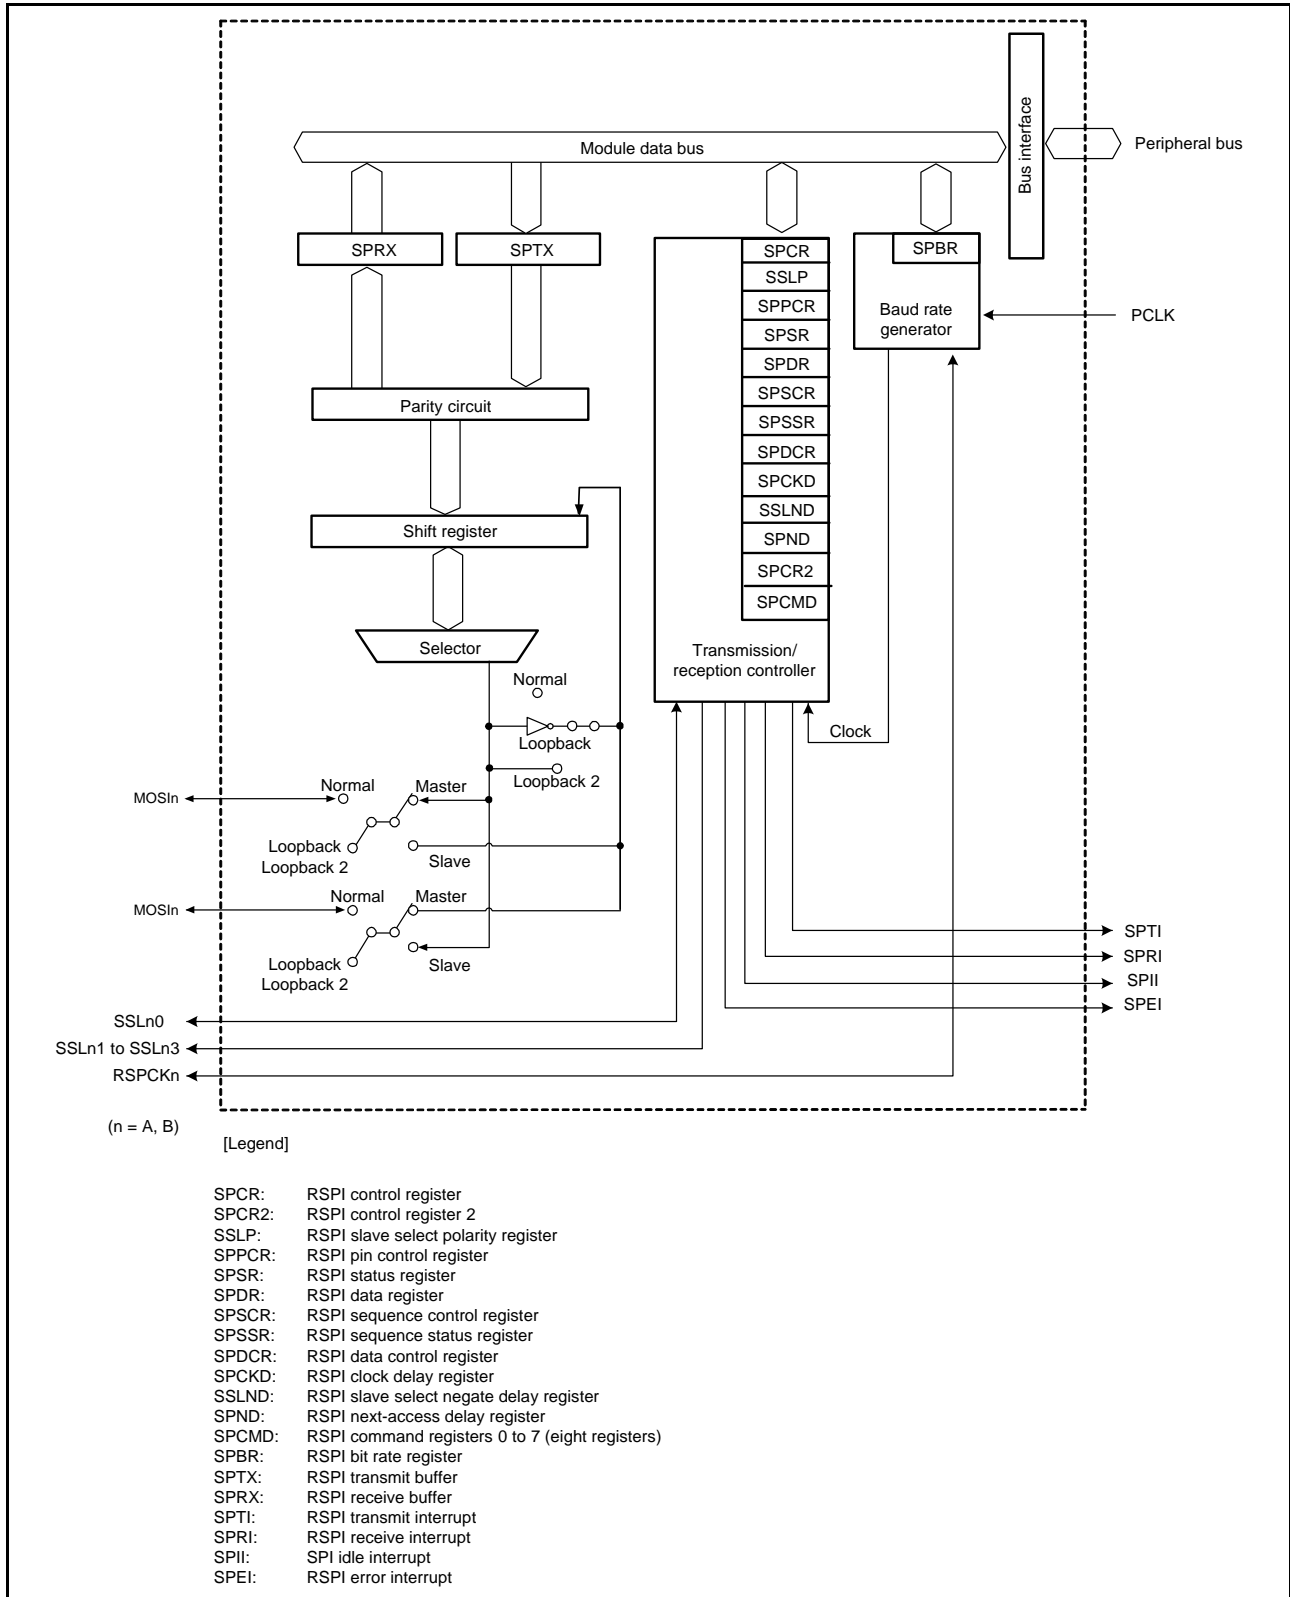 Module data bus
Bus interface
Peripheral bus
SPRX
SPTX
SPCR
SSLP
SPPCR
SPSR
SPDR
SPSCR
SPSSR
SPDCR
SPCKD
SSLND
SPND
SPCR2
SPCMD
Transmission/
reception controller
SPBR
Baud rate
generator
PCLK
Parity circuit
Shift register
Selector
Normal
Loopback
Loopback 2
Clock
MOSIn
Normal
Master
Loopback
Loopback 2
Slave
MOSIn
Normal
Master
Loopback
Loopback 2
Slave
SPTI
SPRI
SPII
SPEI
SSLn0
SSLn1 to SSLn3
RSPCKn
(n = A, B)
[Legend]
SPCR: RSPI control register
SPCR2: RSPI control register 2
SSLP: RSPI slave select polarity register
SPPCR: RSPI pin control register
SPSR: RSPI status register
SPDR: RSPI data register
SPSCR: RSPI sequence control register
SPSSR: RSPI sequence status register
SPDCR: RSPI data control register
SPCKD: RSPI clock delay register
SSLND: RSPI slave select negate delay register
SPND: RSPI next-access delay register
SPCMD: RSPI command registers 0 to 7 (eight registers)
SPBR: RSPI bit rate register
SPTX: RSPI transmit buffer
SPRX: RSPI receive buffer
SPTI: RSPI transmit interrupt
SPRI: RSPI receive interrupt
SPII: SPI idle interrupt
SPEI: RSPI error interrupt